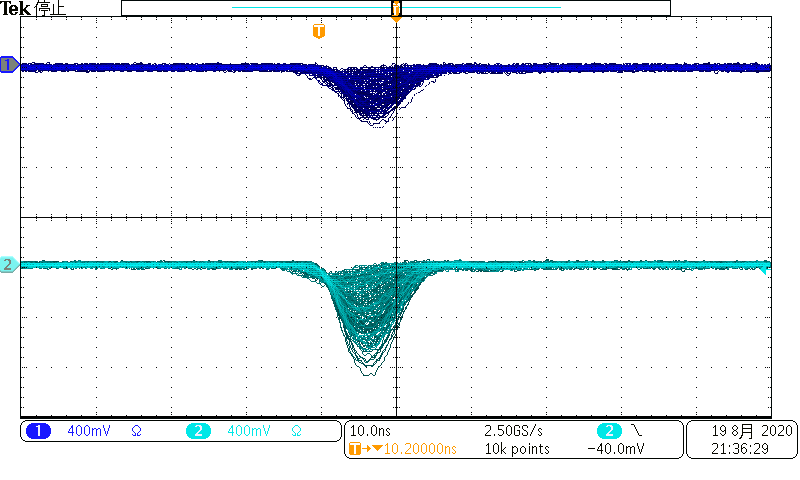 Tek 停止
T
T
1
2
1 400mV Ω 2 400mV Ω 10.0ns 2.50GS/s 2 19 8月 2020
T→▼10.20000ns 10k points −40.0mV 21:36:29